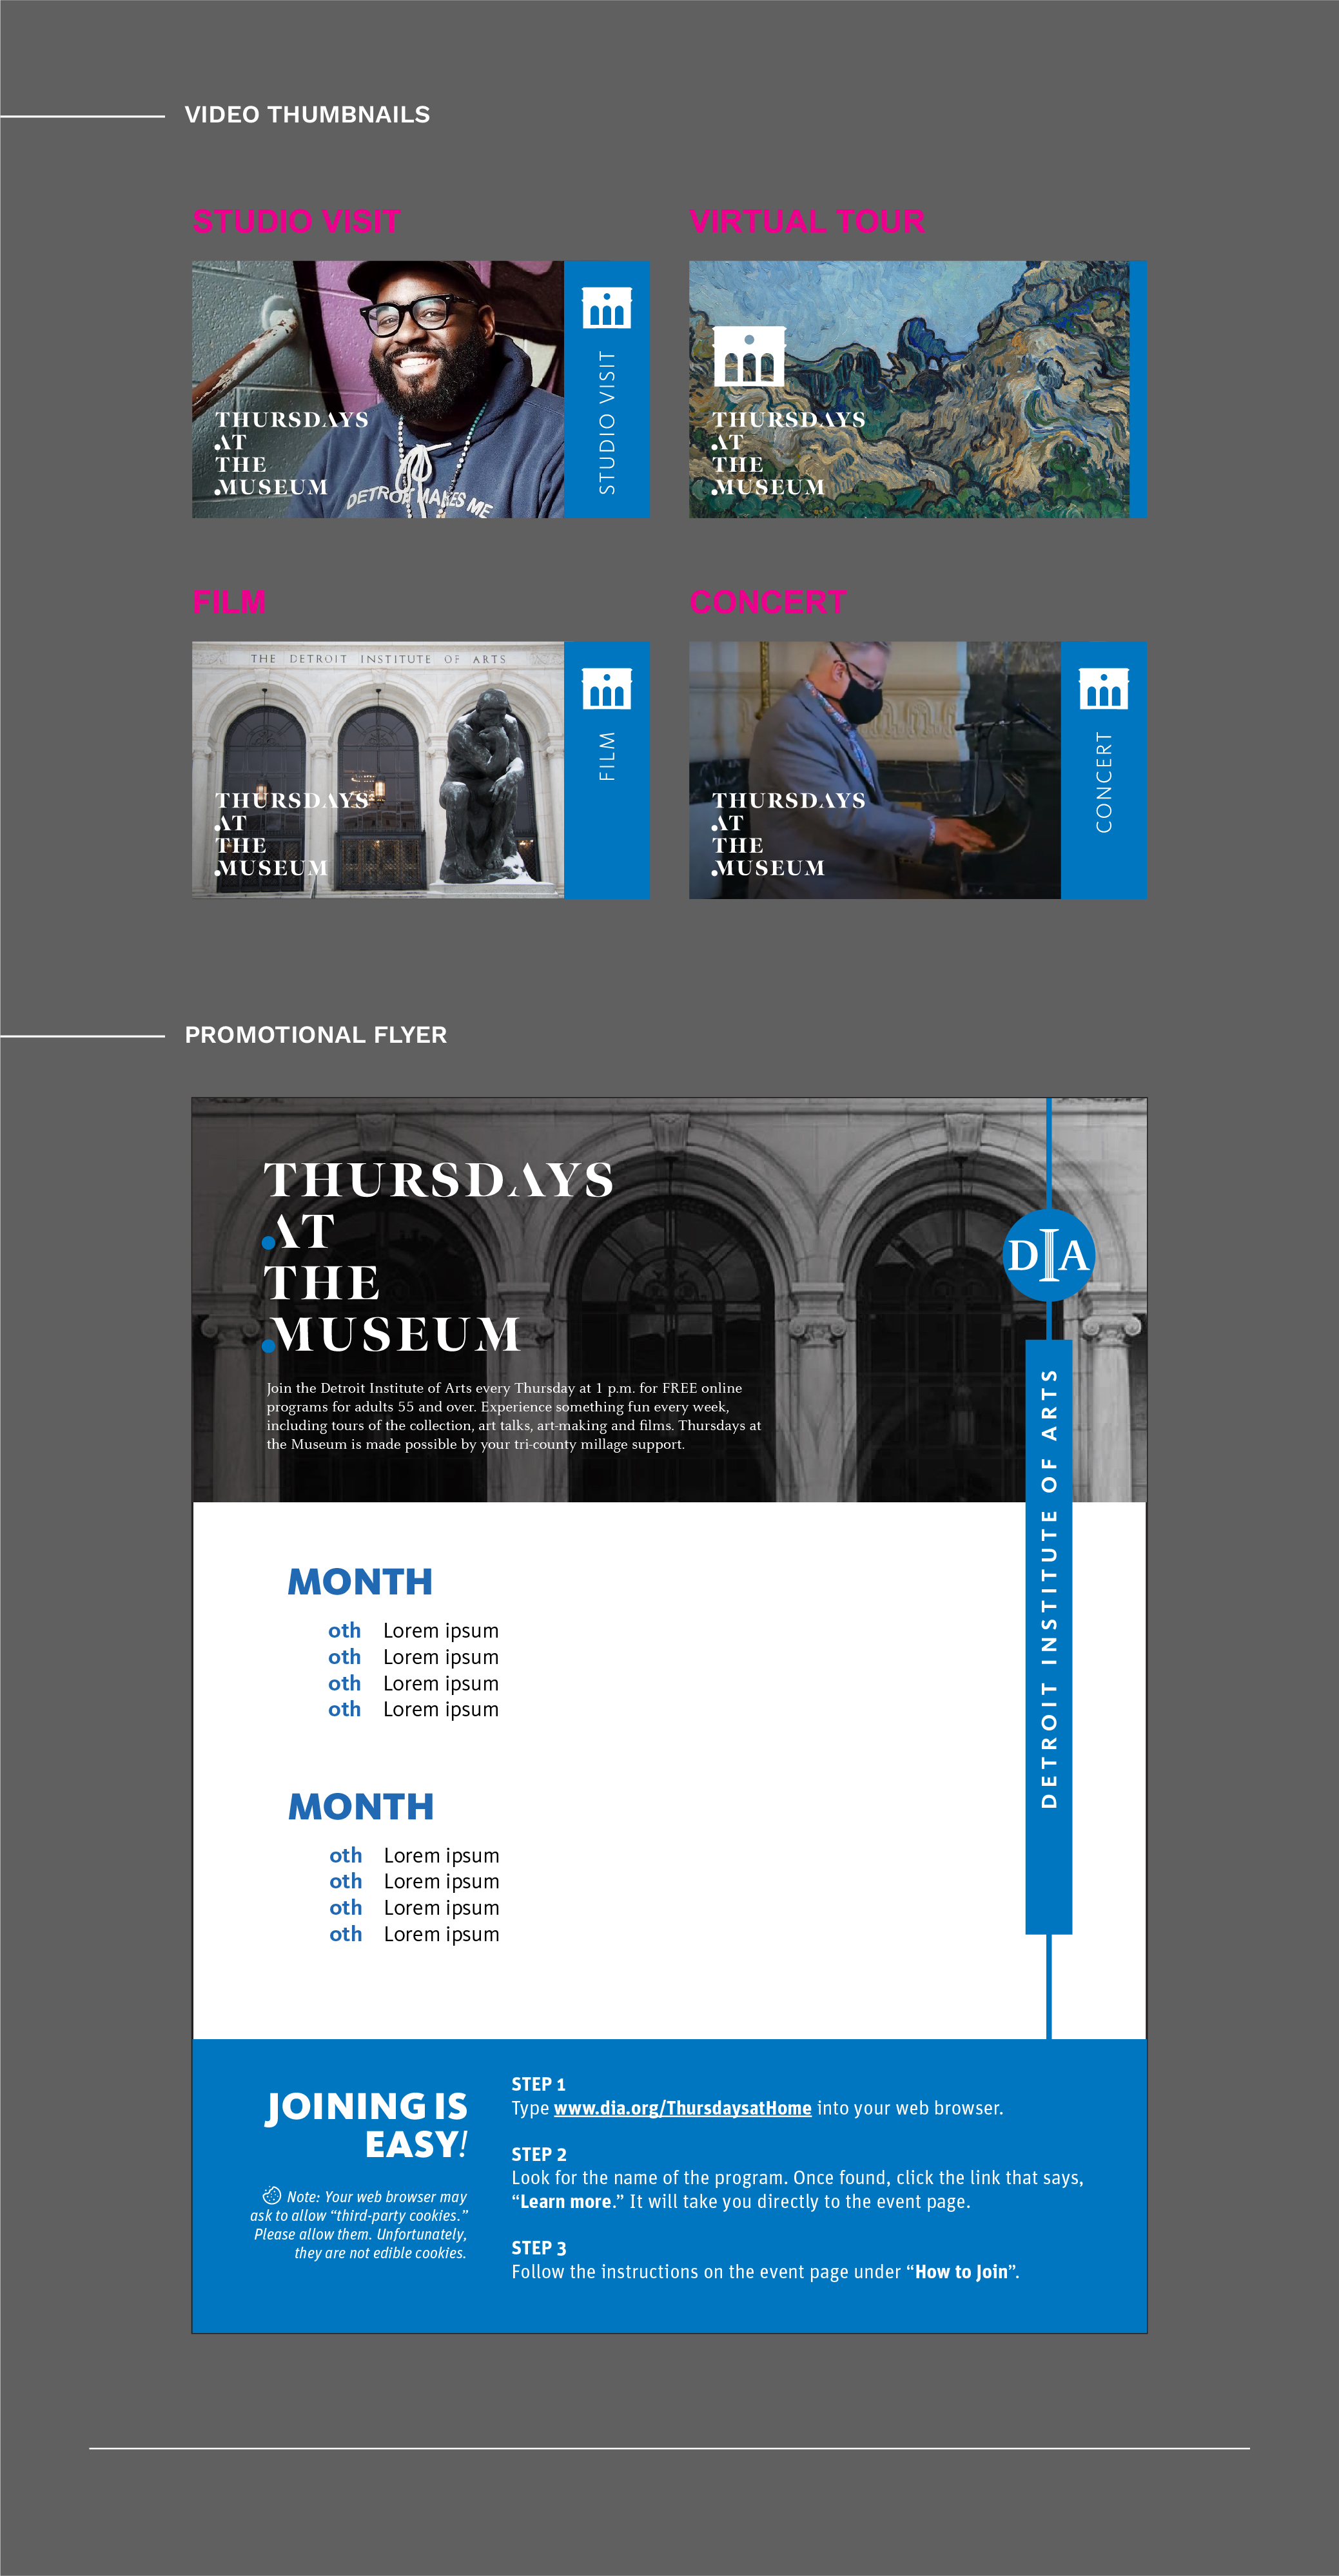 VIDEO THUMBNAILS
STUDIO VISIT
THURSDAYS
AT
THE
MUSEUM
DETROIT MAKES ME
STUDIO VISIT
VIRTUAL TOUR
THURSDAYS
AT
THE
MUSEUM
FILM
THE DETROIT INSTITUTE OF ARTS
THURSDAYS
AT
THE
MUSEUM
FILM
CONCERT
THURSDAYS
AT
THE
MUSEUM
CONCERT
PROMOTIONAL FLYER
THURSDAYS
AT
THE
MUSEUM
Join the Detroit Institute of Arts every Thursday at 1 p.m. for FREE online
programs for adults 55 and over. Experience something fun every week,
including tours of the collection, art talks, art-making and films. Thursdays at
the Museum is made possible by your tri-county millage support.
DIA
DETROIT INSTITUTE OF ARTS
MONTH
oth Lorem ipsum
oth Lorem ipsum
oth Lorem ipsum
oth Lorem ipsum
MONTH
oth Lorem ipsum
oth Lorem ipsum
oth Lorem ipsum
oth Lorem ipsum
JOINING IS
EASY!
Note: Your web browser may
ask to allow “third-party cookies.”
Please allow them. Unfortunately,
they are not edible cookies.
STEP 1
Type www.dia.org/ThursdaysatHome into your web browser.
STEP 2
Look for the name of the program. Once found, click the link that says,
“Learn more.” It will take you directly to the event page.
STEP 3
Follow the instructions on the event page under “How to Join”.